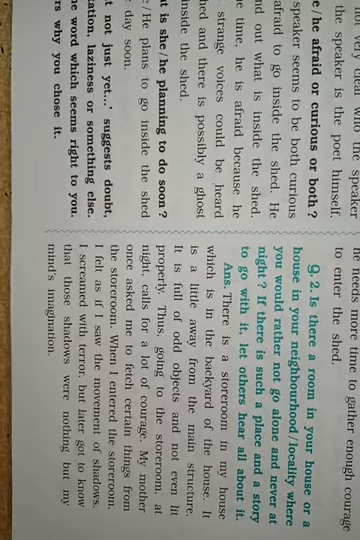 the speaker
the speaker is the poet himself.
e/he afraid or curious or both?
speaker seems to be both curious
afraid to go inside the shed. He
nd out what is inside the shed.
e time, he is afraid because he
strange voices could be heard
hed and there is possibly a ghost
inside the shed.
t is she/he planning to do soon?
e/He plans to go inside the shed
day soon.
t not just yet...' suggests doubt,
tation, laziness or something else.
e word which seems right to you.
rs why you chose it.
he needs more time to gather enough courage
to enter the shed.
Q. 2. Is there a room in your house or a
house in your neighbourhood/locality where
you would rather not go alone and never at
night? If there is such a place and a story
to go with it, let others hear all about it.
Ans. There is a storeroom in my house
which is in the backyard of the house. It
is a little away from the main structure.
It is full of odd objects and not even lit
properly. Thus, going to the storeroom, at
night, calls for a lot of courage. My mother
once asked me to fetch certain things from
the storeroom. When I entered the storeroom.
I felt as if I saw the movement of shadows.
I screamed with terror, but later got to know
that those shadows were nothing but my
mind's imagination.